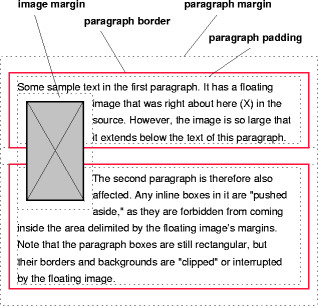 image margin
paragraph margin
paragraph border
paragraph padding
Some sample text in the first paragraph. It has a floating
image that was right about here (X) in the
source. However, the image is so large that
it extends below the text of this paragraph.
The second paragraph is therefore also
affected. Any inline boxes in it are "pushed
aside," as they are forbidden from coming
inside the area delimited by the floating image's margins.
Note that the paragraph boxes are still rectangular, but
their borders and backgrounds are "clipped" or interrupted
by the floating image.